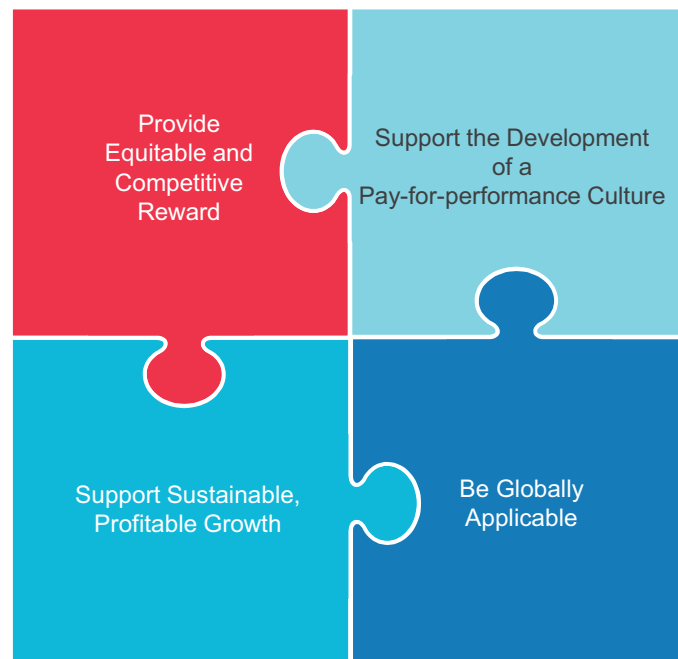 Provide
Equitable and
Competitive
Reward
Support the Development
of a
Pay-for-performance Culture
Support Sustainable,
Profitable Growth
Be Globally
Applicable